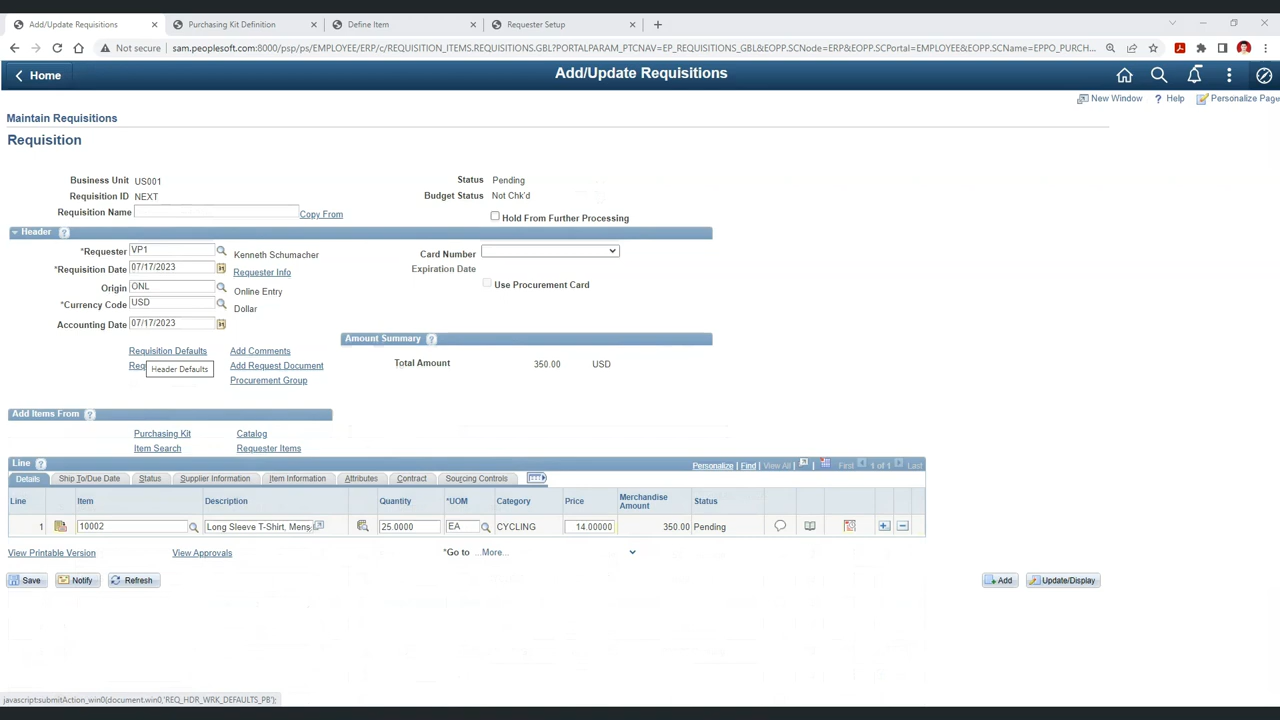 Add/Update Requisitions
Purchasing Kit Definition
Define Item
Requester Setup
Not secure
sam.peoplesoft.com:8000/psp/ps/EMPLOYEE/ERP/c/REQUISITION_ITEMS.REQUISITIONS.GBL?PORTALPARAM_PTCNAV=EP_REQUISITIONS_GBL&EOPP.SCNode=ERP&EOPP.SCPortal=EMPLOYEE&EOPP.SCName=EPPO_PURCH...
Home
Add/Update Requisitions
New Window
Help
Personalize Page
Maintain Requisitions
Requisition
Business Unit US001
Status Pending
Requisition ID NEXT
Budget Status Not Chk'd
Requisition Name
Copy From
Hold From Further Processing
Header
*Requester VP1 Kenneth Schumacher
Card Number
*Requisition Date 07/17/2023 Requester Info
Expiration Date
Origin ONL Online Entry
Use Procurement Card
*Currency Code USD Dollar
Accounting Date 07/17/2023
Amount Summary
Requisition Defaults
Add Comments
Total Amount 350.00 USD
Req
Header Defaults
Add Request Document
Procurement Group
Add Items From
Purchasing Kit
Catalog
Item Search
Requester Items
Line
Personalize | Find | View All | First 1 of 1 Last
Details Ship To/Due Date Status Supplier Information Item Information Attributes Contract Sourcing Controls
Line Item Description Quantity *UOM Category Price Merchandise Amount Status
1 10002 Long Sleeve T-Shirt, Mens, 25.0000 EA CYCLING 14.00000 350.00 Pending
View Printable Version
View Approvals
*Go to ...More...
Save
Notify
Refresh
Add
Update/Display
javascript:submitAction_win0(document.win0,'REQ_HDR_WRK_DEFAULTS_PB');